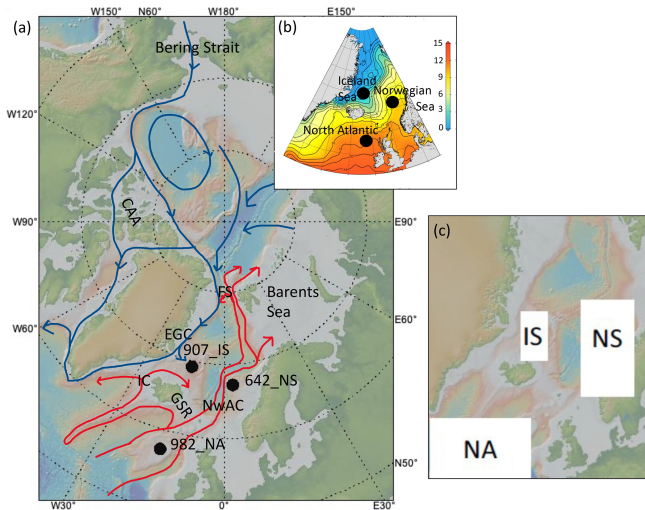 W150° N60° W180° E150°
(a)
Bering Strait
W120°
CAA
W90°
E90°
FS
Barents
Sea
W60°
E60°
EGC
907_IS
IC
GSR
642_NS
NwAC
982_NA
N50°
W30°
0°
E30°
(b)
15
12
9
6
3
0
Iceland
Sea
Norwegian
Sea
North Atlantic
(c)
IS
NS
NA